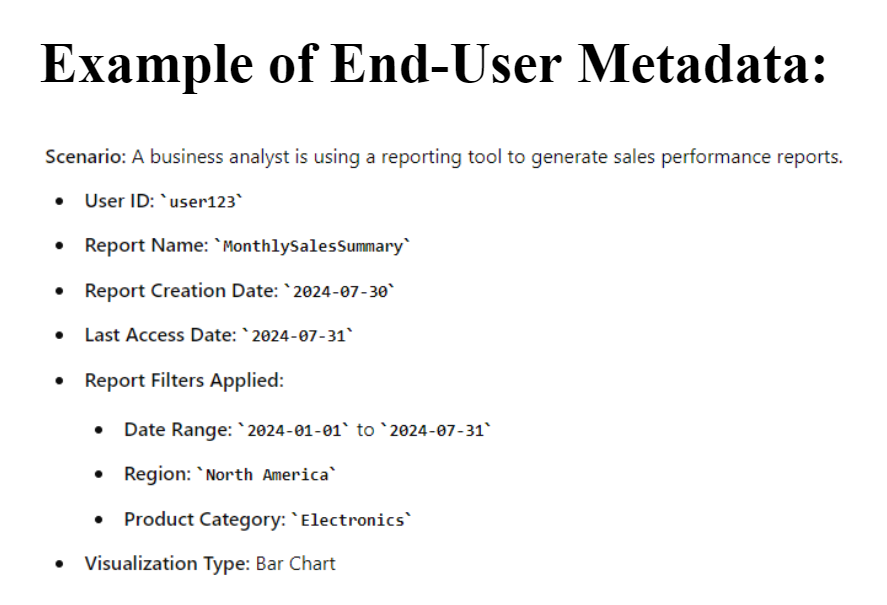 Example of End-User Metadata:
Scenario: A business analyst is using a reporting tool to generate sales performance reports.
• User ID: `user123`
• Report Name: `MonthlySalesSummary`
• Report Creation Date: `2024-07-30`
• Last Access Date: `2024-07-31`
• Report Filters Applied:
• Date Range: `2024-01-01` to `2024-07-31`
• Region: `North America`
• Product Category: `Electronics`
• Visualization Type: Bar Chart